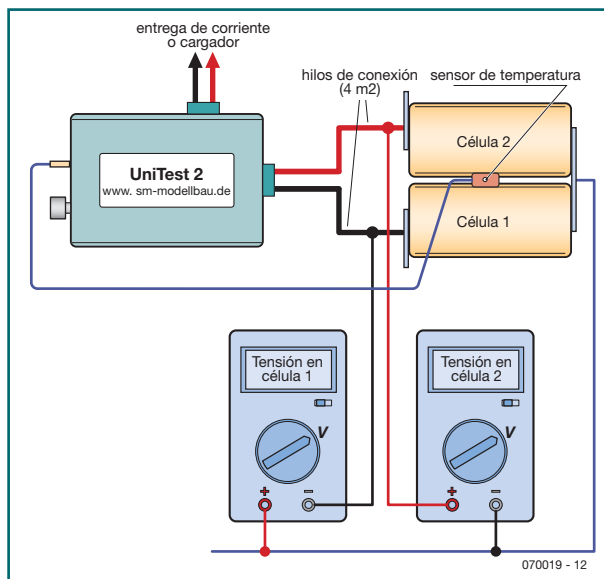 entrega de corriente
o cargador
hilos de conexión
(4 m2)
sensor de temperatura
UniTest 2
www. sm-modellbau.de
Célula 2
Célula 1
Tensión en
célula 1
V
+ −
Tensión en
célula 2
V
+ −
070019 - 12